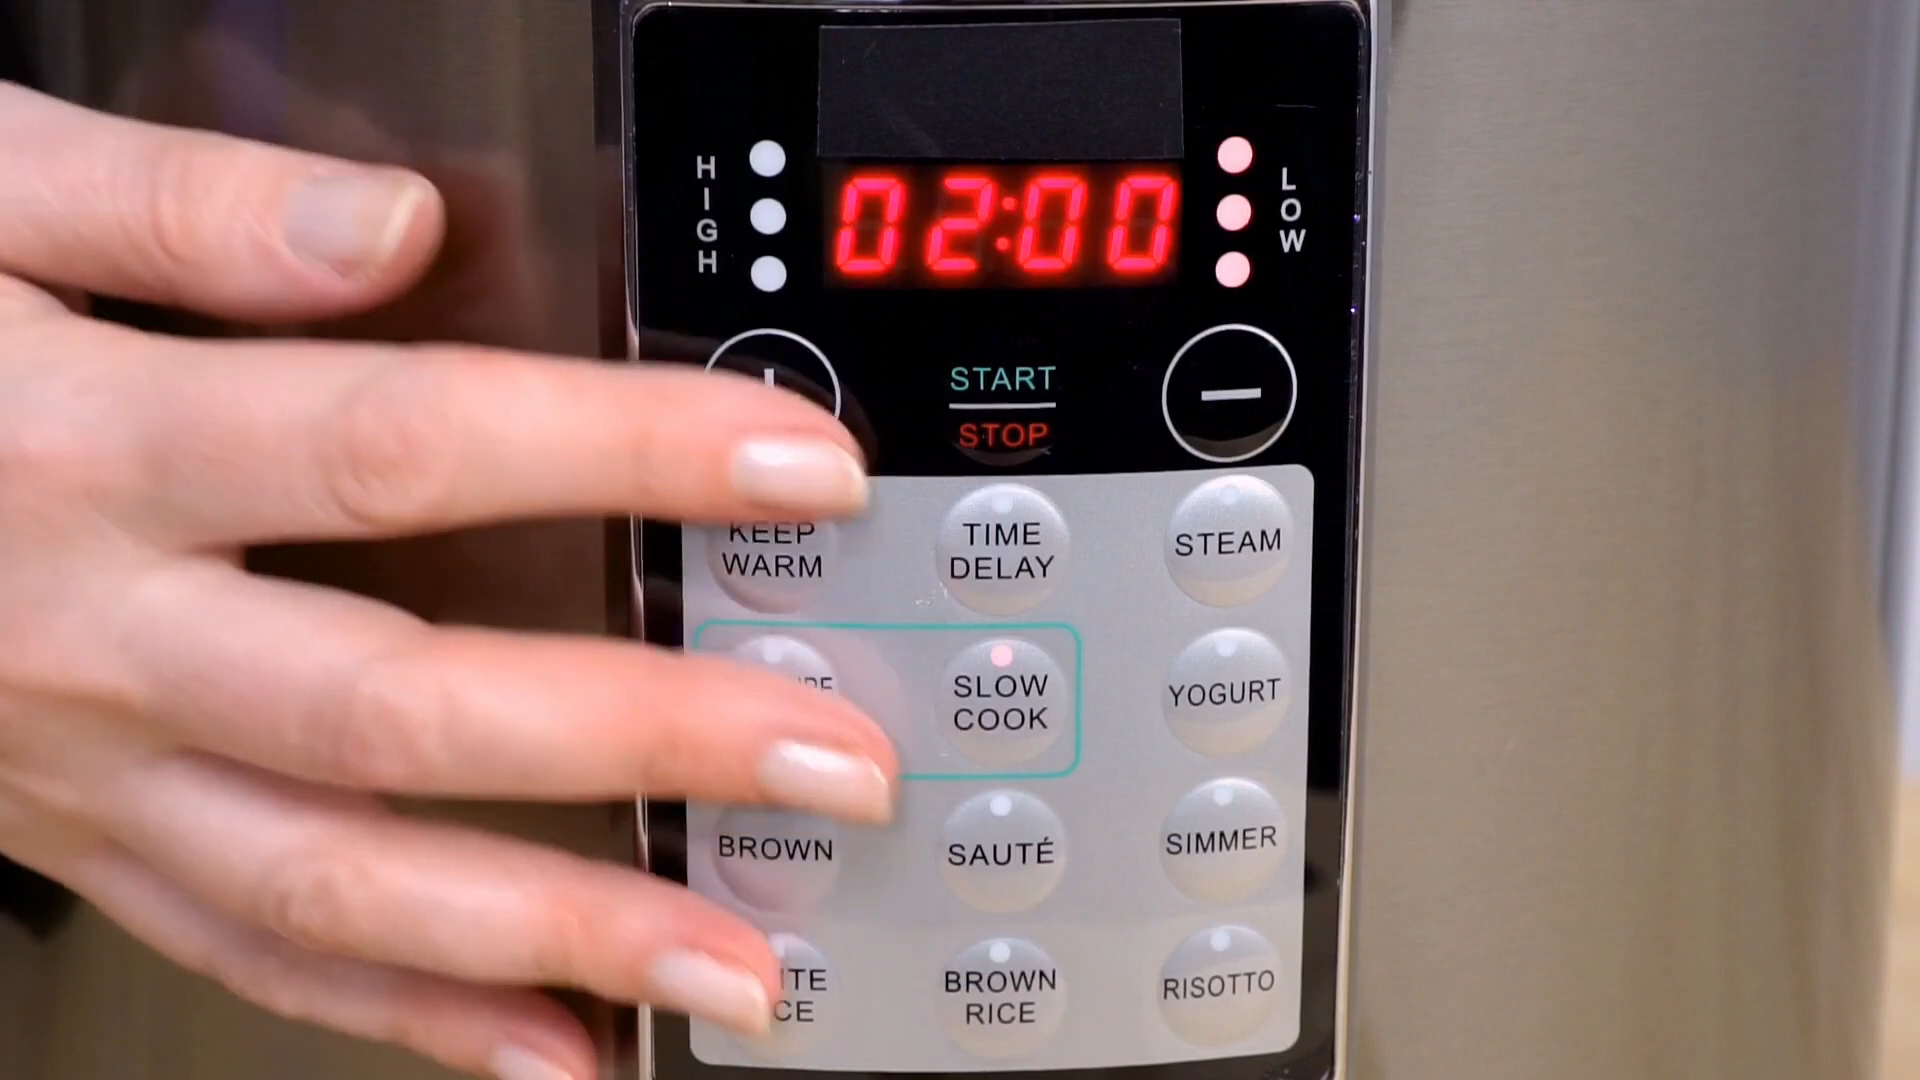 HIGH
02:00
LOW
START
STOP
KEEP
WARM
TIME
DELAY
STEAM
SLOW
COOK
YOGURT
BROWN
SAUTÉ
SIMMER
BROWN
RICE
RISOTTO